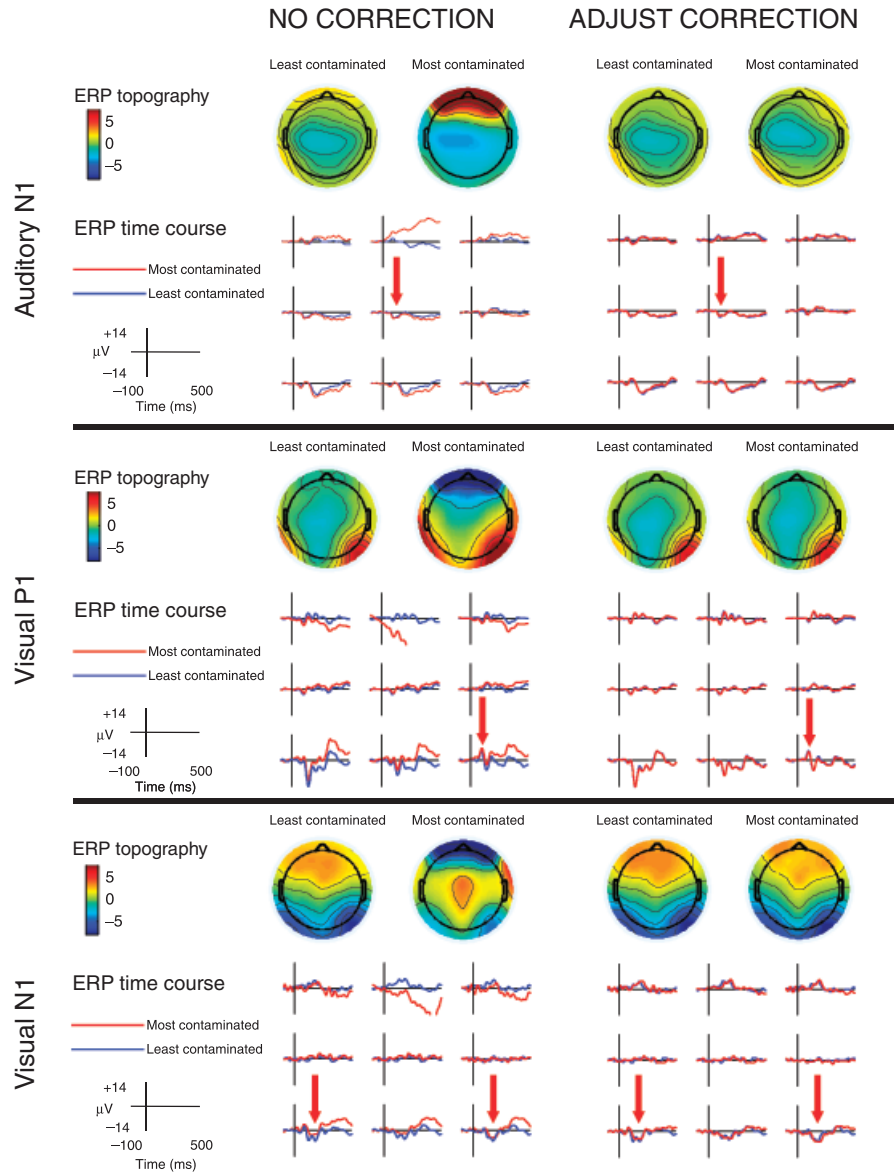 NO CORRECTION
ADJUST CORRECTION
Auditory N1
Least contaminated
Most contaminated
Least contaminated
Most contaminated
ERP topography
5
0
−5
ERP time course
Most contaminated
Least contaminated
+14
μV
−14
−100
500
Time (ms)
Visual P1
Least contaminated
Most contaminated
Least contaminated
Most contaminated
ERP topography
5
0
−5
ERP time course
Most contaminated
Least contaminated
+14
μV
−14
−100
500
Time (ms)
Visual N1
Least contaminated
Most contaminated
Least contaminated
Most contaminated
ERP topography
5
0
−5
ERP time course
Most contaminated
Least contaminated
+14
μV
−14
−100
500
Time (ms)